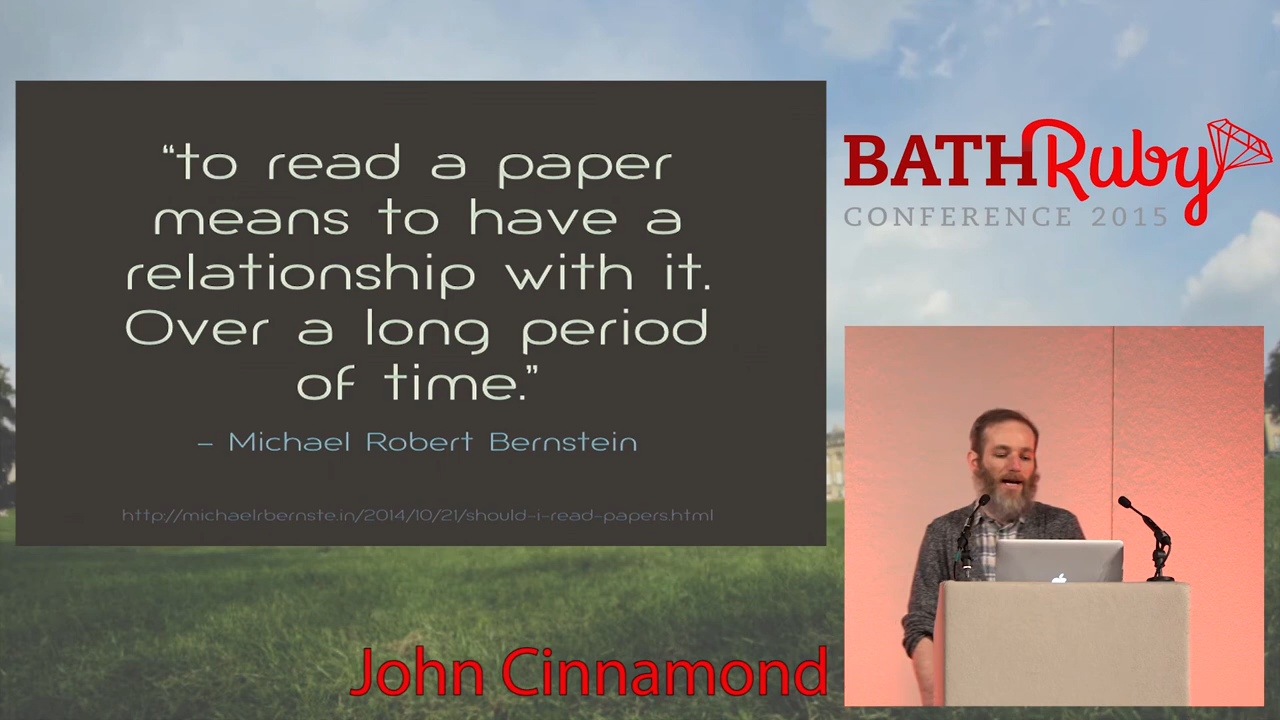 “to read a paper
means to have a
relationship with it.
Over a long period
of time.”
– Michael Robert Bernstein
http://michaelrbernste.in/2014/10/21/should-i-read-papers.html
BATHRuby
CONFERENCE 2015
John Cinnamond